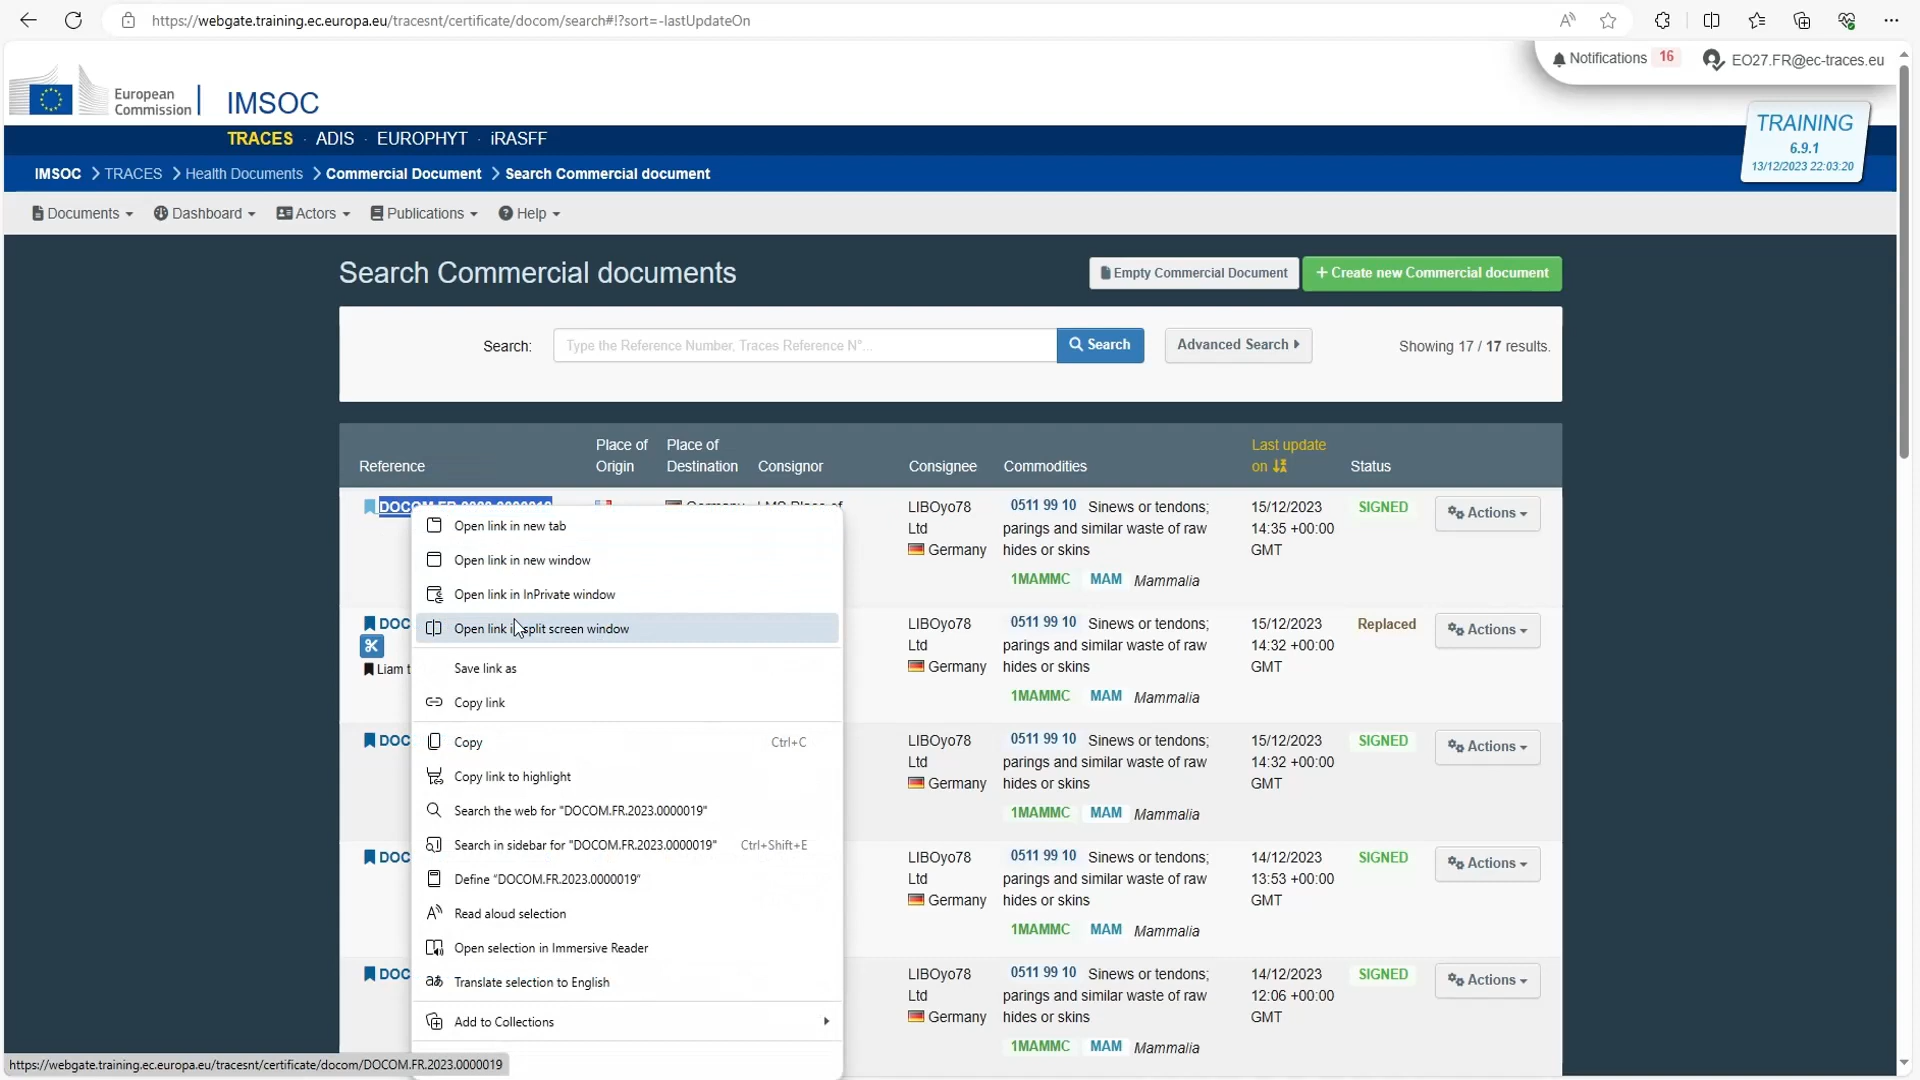 https://webgate.training.ec.europa.eu/tracesnt/certificate/docom/search#!?sort=-lastUpdateOn
Notifications 16 EO27.FR@ec-traces.eu
European
Commission
IMSOC
TRACES · ADIS · EUROPHYT · iRASFF
TRAINING
6.9.1
13/12/2023 22:03:20
IMSOC > TRACES > Health Documents > Commercial Document > Search Commercial document
Documents Dashboard Actors Publications Help
Search Commercial documents
Empty Commercial Document
+ Create new Commercial document
Search: Type the Reference Number, Traces Reference N°... Search Advanced Search Showing 17 / 17 results.
Reference
Place of
Origin
Place of
Destination
Consignor
Consignee
Commodities
Last update
on
Status
LIBOyo78
Ltd
Germany
0511 99 10 Sinews or tendons;
parings and similar waste of raw
hides or skins
1MAMMC MAM Mammalia
15/12/2023
14:35 +00:00
GMT
SIGNED
Actions
DOC
Liam t
LIBOyo78
Ltd
Germany
0511 99 10 Sinews or tendons;
parings and similar waste of raw
hides or skins
1MAMMC MAM Mammalia
15/12/2023
14:32 +00:00
GMT
Replaced
Actions
DOC
LIBOyo78
Ltd
Germany
0511 99 10 Sinews or tendons;
parings and similar waste of raw
hides or skins
1MAMMC MAM Mammalia
15/12/2023
14:32 +00:00
GMT
SIGNED
Actions
DOC
LIBOyo78
Ltd
Germany
0511 99 10 Sinews or tendons;
parings and similar waste of raw
hides or skins
1MAMMC MAM Mammalia
14/12/2023
13:53 +00:00
GMT
SIGNED
Actions
DOC
LIBOyo78
Ltd
Germany
0511 99 10 Sinews or tendons;
parings and similar waste of raw
hides or skins
1MAMMC MAM Mammalia
14/12/2023
12:06 +00:00
GMT
SIGNED
Actions
Open link in new tab
Open link in new window
Open link in InPrivate window
Open link split screen window
Save link as
Copy link
Copy Ctrl+C
Copy link to highlight
Search the web for "DOCOM.FR.2023.0000019"
Search in sidebar for "DOCOM.FR.2023.0000019" Ctrl+Shift+E
Define "DOCOM.FR.2023.0000019"
Read aloud selection
Open selection in Immersive Reader
Translate selection to English
Add to Collections
https://webgate.training.ec.europa.eu/tracesnt/certificate/docom/DOCOM.FR.2023.0000019